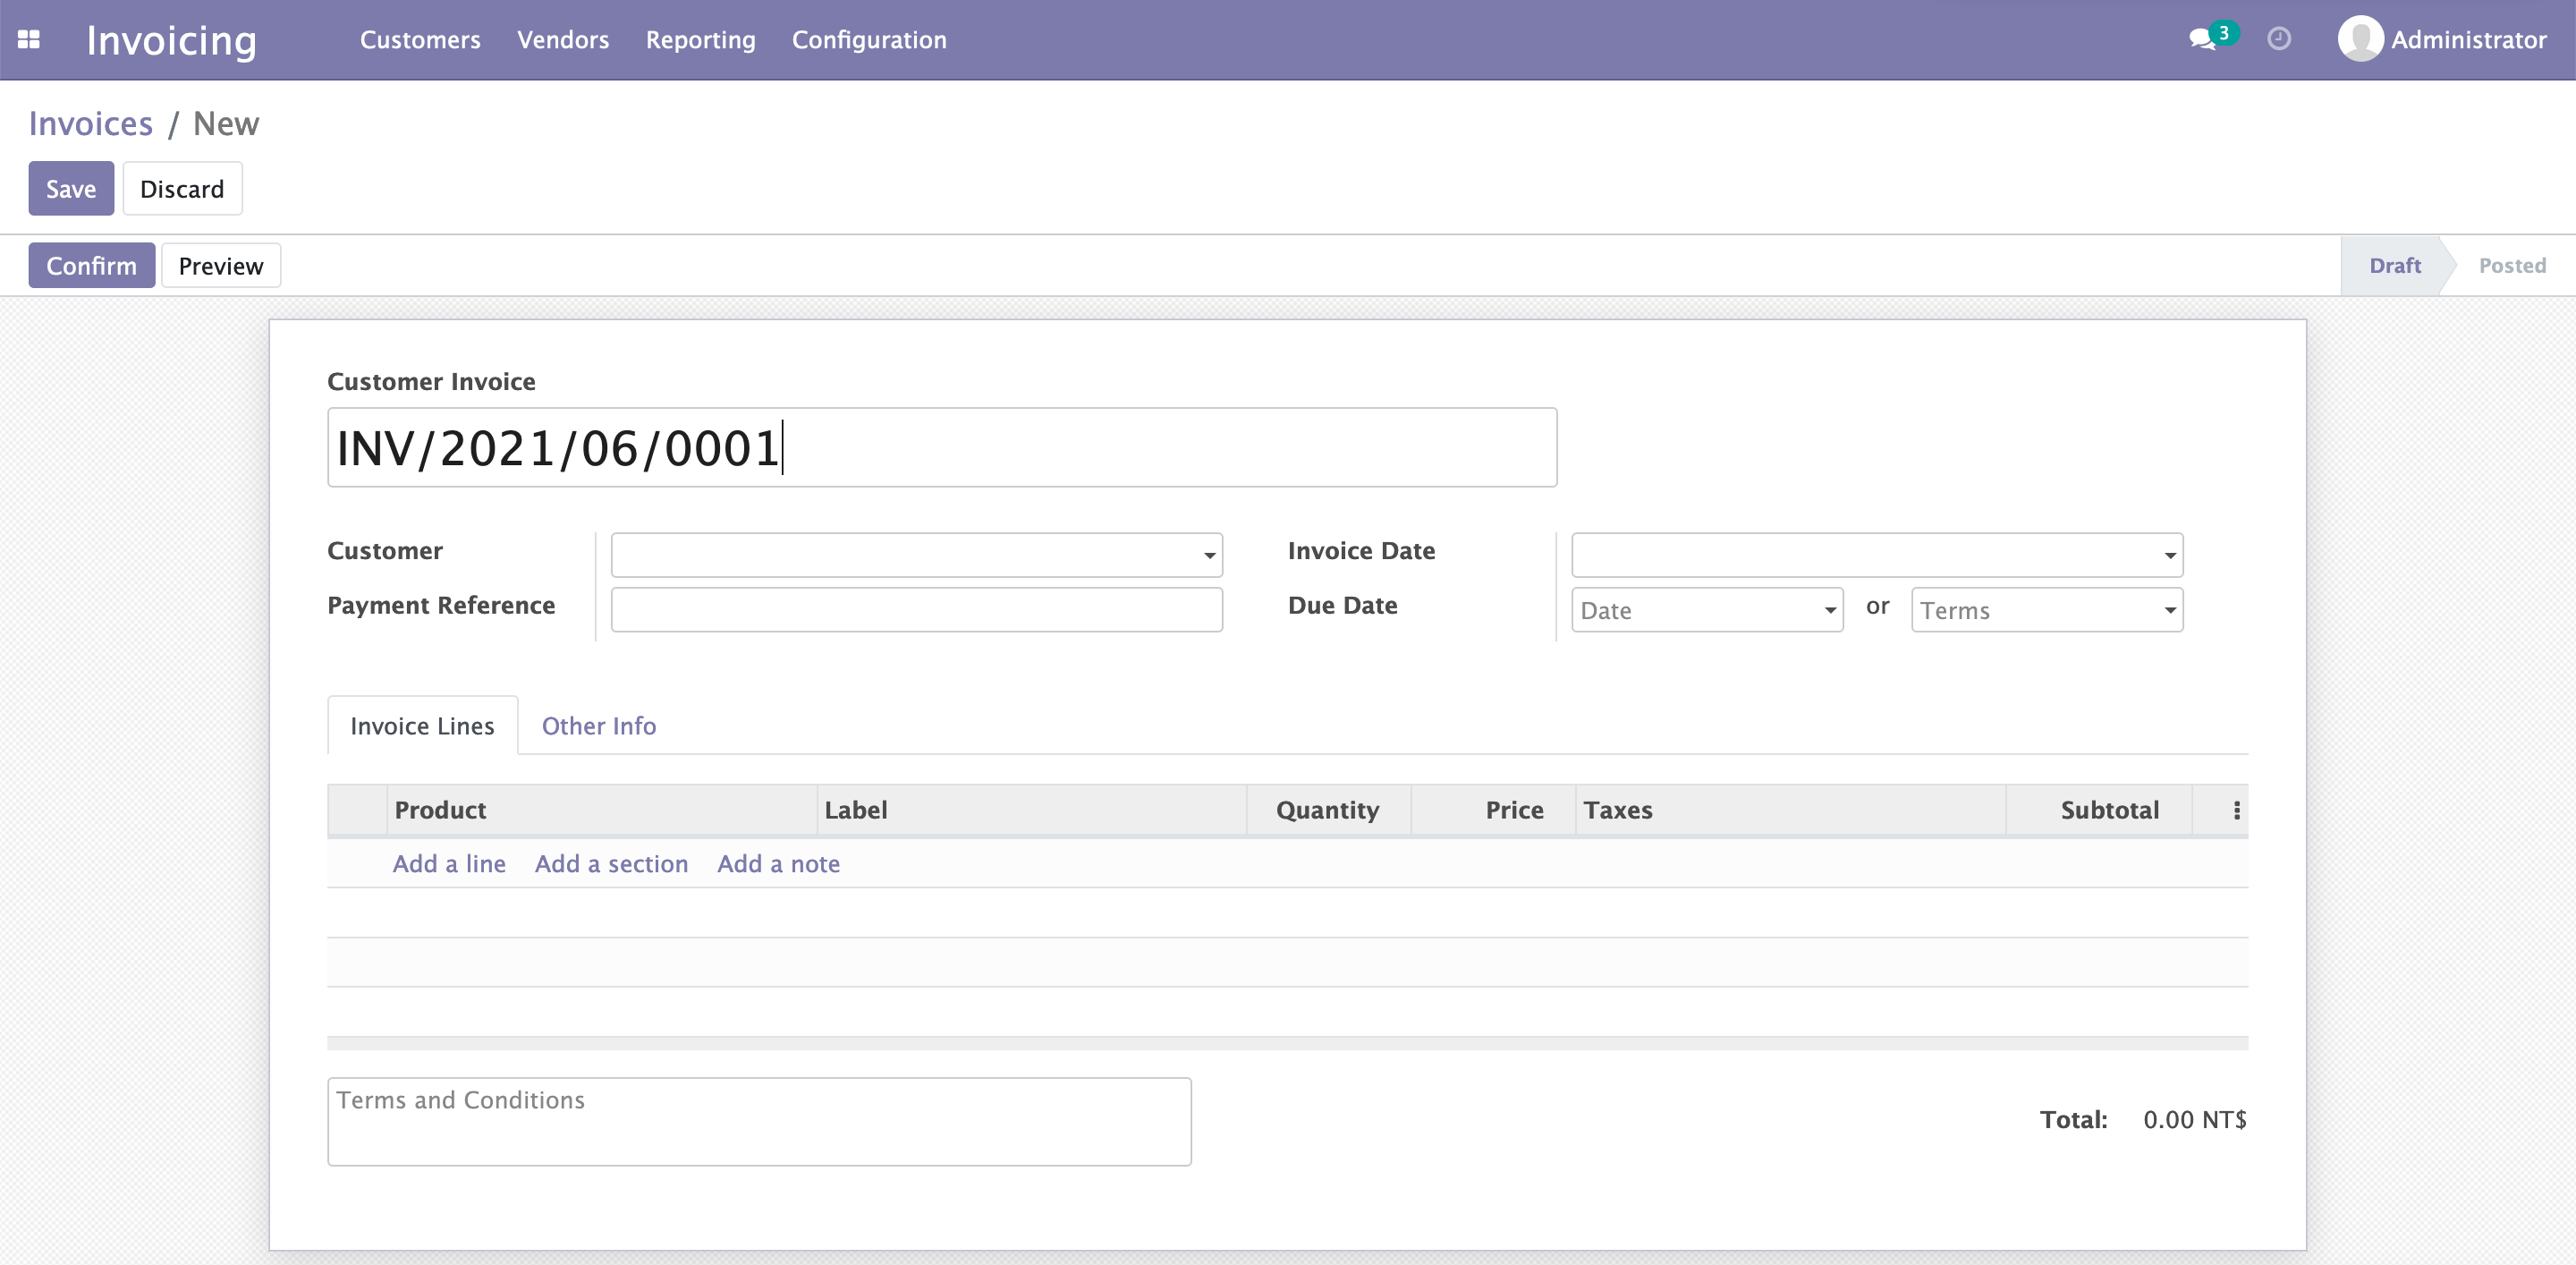 Invoicing Customers Vendors Reporting Configuration 3 Administrator
Invoices / New
Save Discard
Confirm Preview Draft Posted
Customer Invoice
INV/2021/06/0001
Customer Invoice Date
Payment Reference Due Date Date or Terms
Invoice Lines Other Info
Product Label Quantity Price Taxes Subtotal
Add a line Add a section Add a note
Terms and Conditions
Total: 0.00 NT$